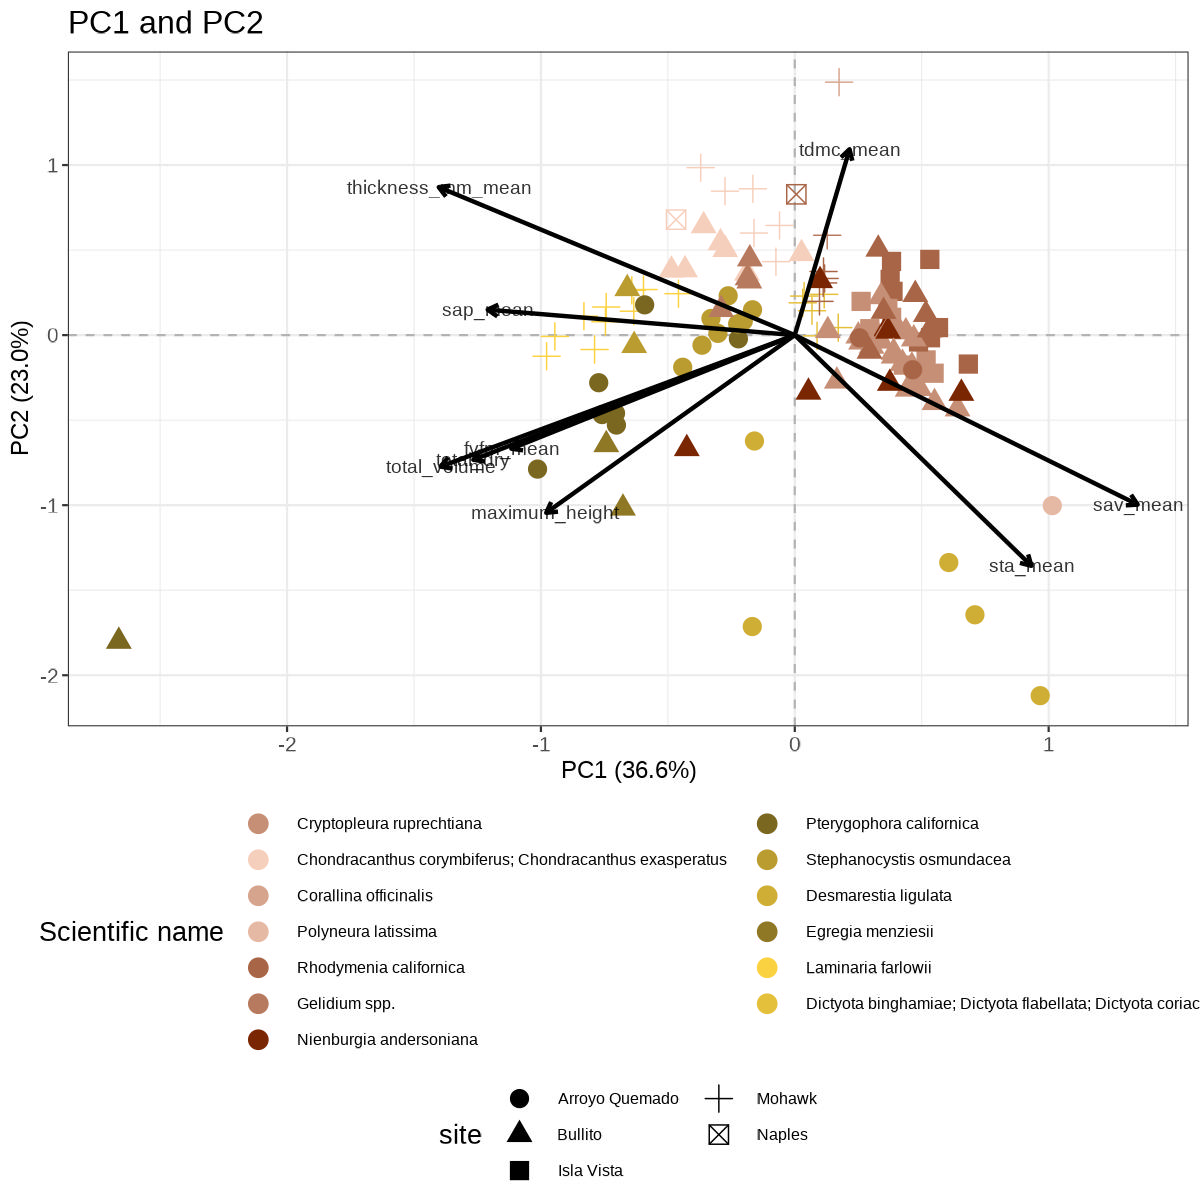 PC1 and PC2
PC2 (23.0%)
1
0
-1
-2
tdmc_mean
thickness_mm_mean
sap_mean
fvfm_mean
total_dry
total_volume
maximum_height
sav_mean
sta_mean
-2
-1
0
1
PC1 (36.6%)
Scientific name
Cryptopleura ruprechtiana
Chondracanthus corymbiferus; Chondracanthus exasperatus
Corallina officinalis
Polyneura latissima
Rhodymenia californica
Gelidium spp.
Nienburgia andersoniana
Pterygophora californica
Stephanocystis osmundacea
Desmarestia ligulata
Egregia menziesii
Laminaria farlowii
Dictyota binghamiae; Dictyota flabellata; Dictyota coriac
site
Arroyo Quemado
Bullito
Isla Vista
Mohawk
Naples